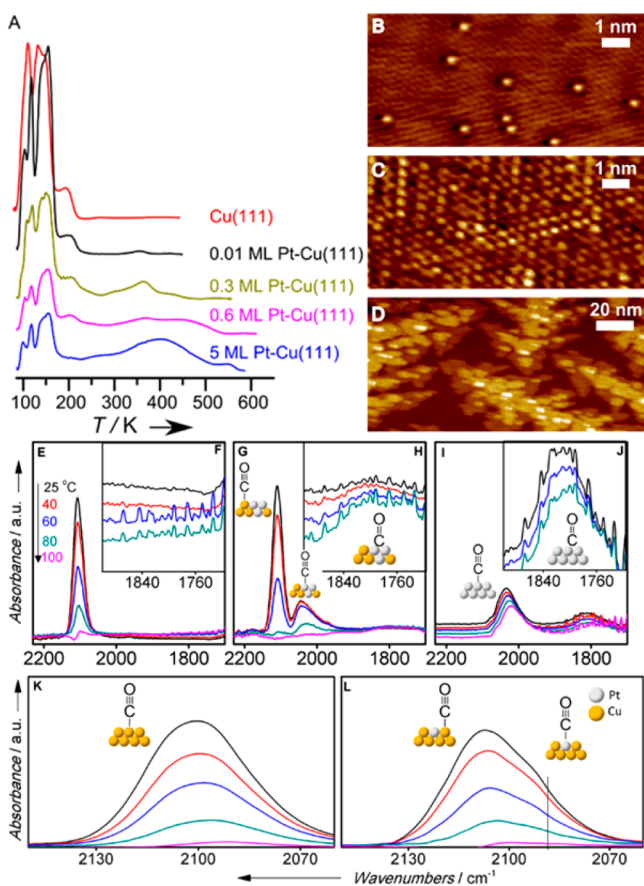 A
Cu(111)
0.01 ML Pt-Cu(111)
0.3 ML Pt-Cu(111)
0.6 ML Pt-Cu(111)
5 ML Pt-Cu(111)
100 200 300 400 500 600
T / K
B
1 nm
C
1 nm
D
20 nm
Absorbance / a.u.
E
25 °C
40
60
80
100
F
1840 1760
2200 2000 1800
G
O≡C
O≡C
H
O≡C
1840 1760
2200 2000 1800
I
O≡C
J
O≡C
1840 1760
2200 2000 1800
Absorbance / a.u.
K
O≡C
2130 2100 2070
L
O≡C
O≡C
Pt
Cu
2130 2100 2070
Wavenumbers / cm⁻¹